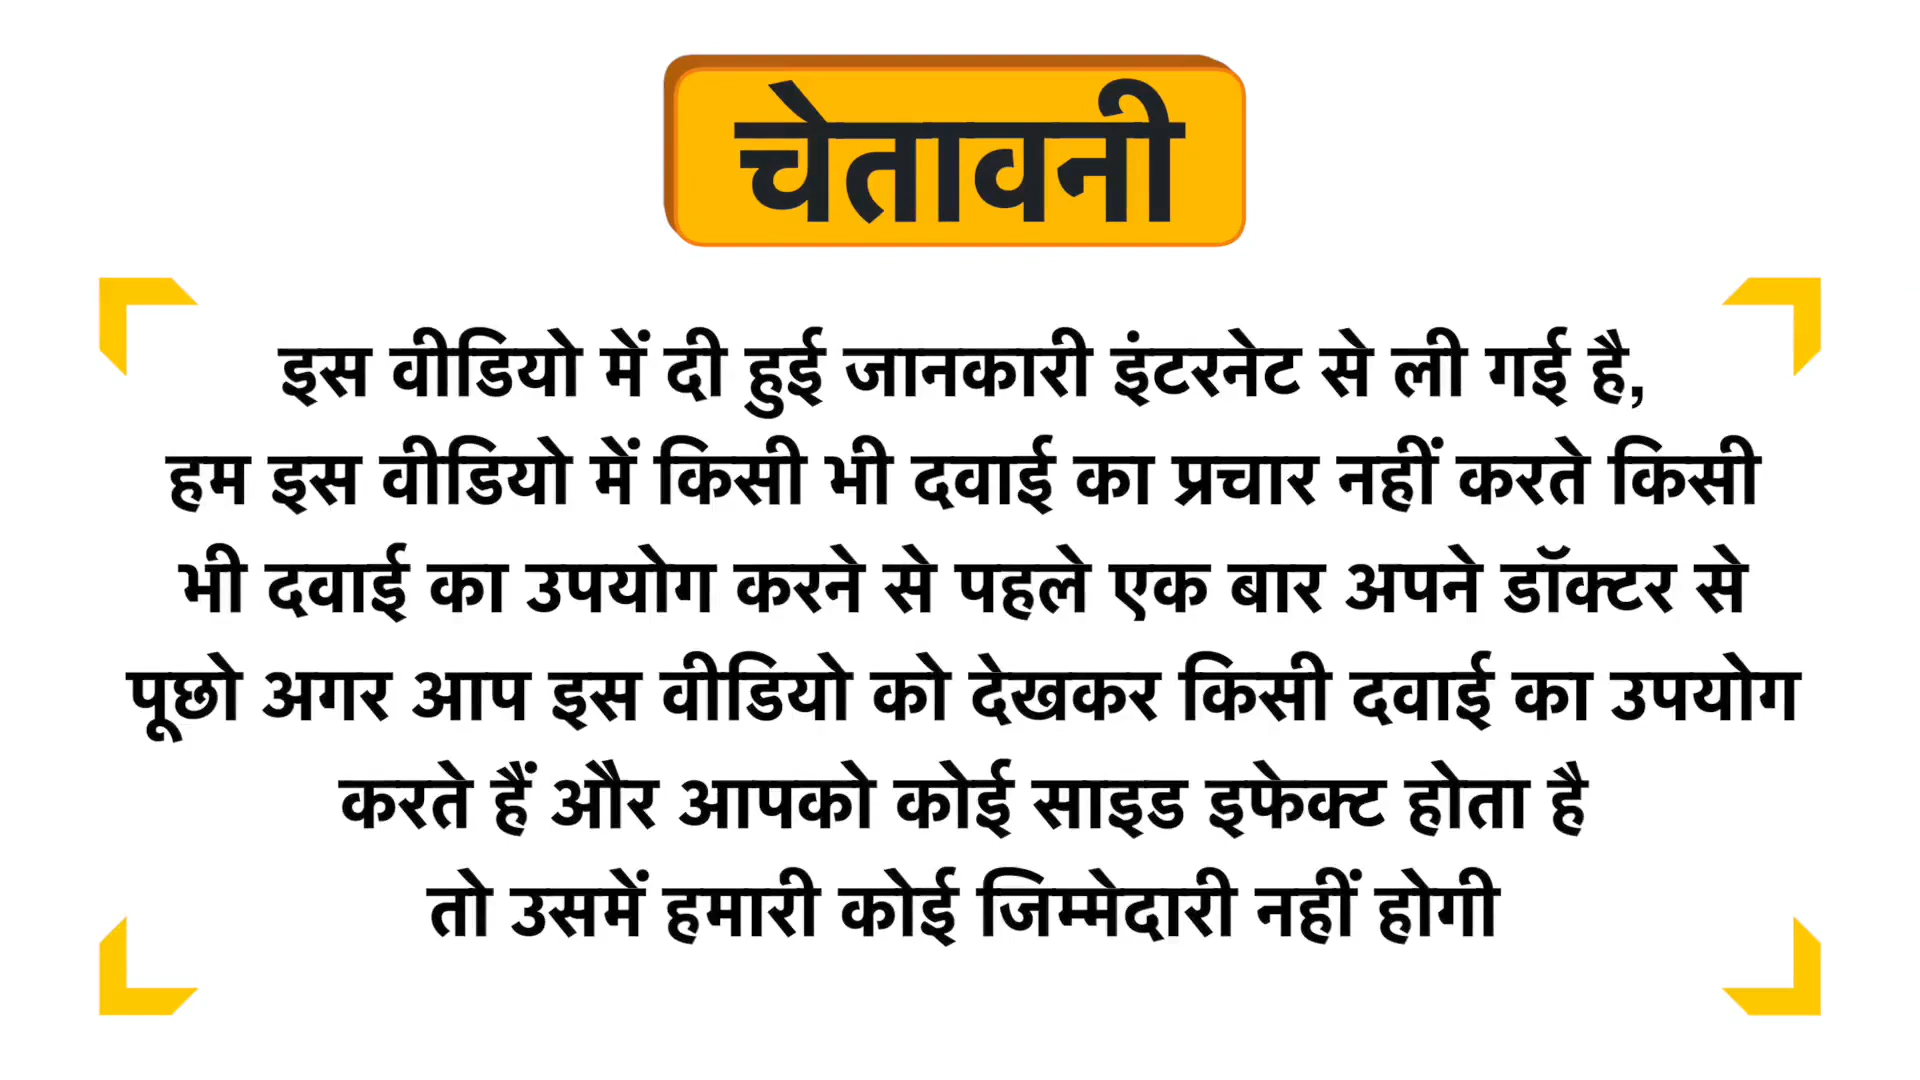 चेतावनी
इस वीडियो में दी हुई जानकारी इंटरनेट से ली गई है,
हम इस वीडियो में किसी भी दवाई का प्रचार नहीं करते किसी
भी दवाई का उपयोग करने से पहले एक बार अपने डॉक्टर से
पूछो अगर आप इस वीडियो को देखकर किसी दवाई का उपयोग
करते हैं और आपको कोई साइड इफेक्ट होता है
तो उसमें हमारी कोई जिम्मेदारी नहीं होगी